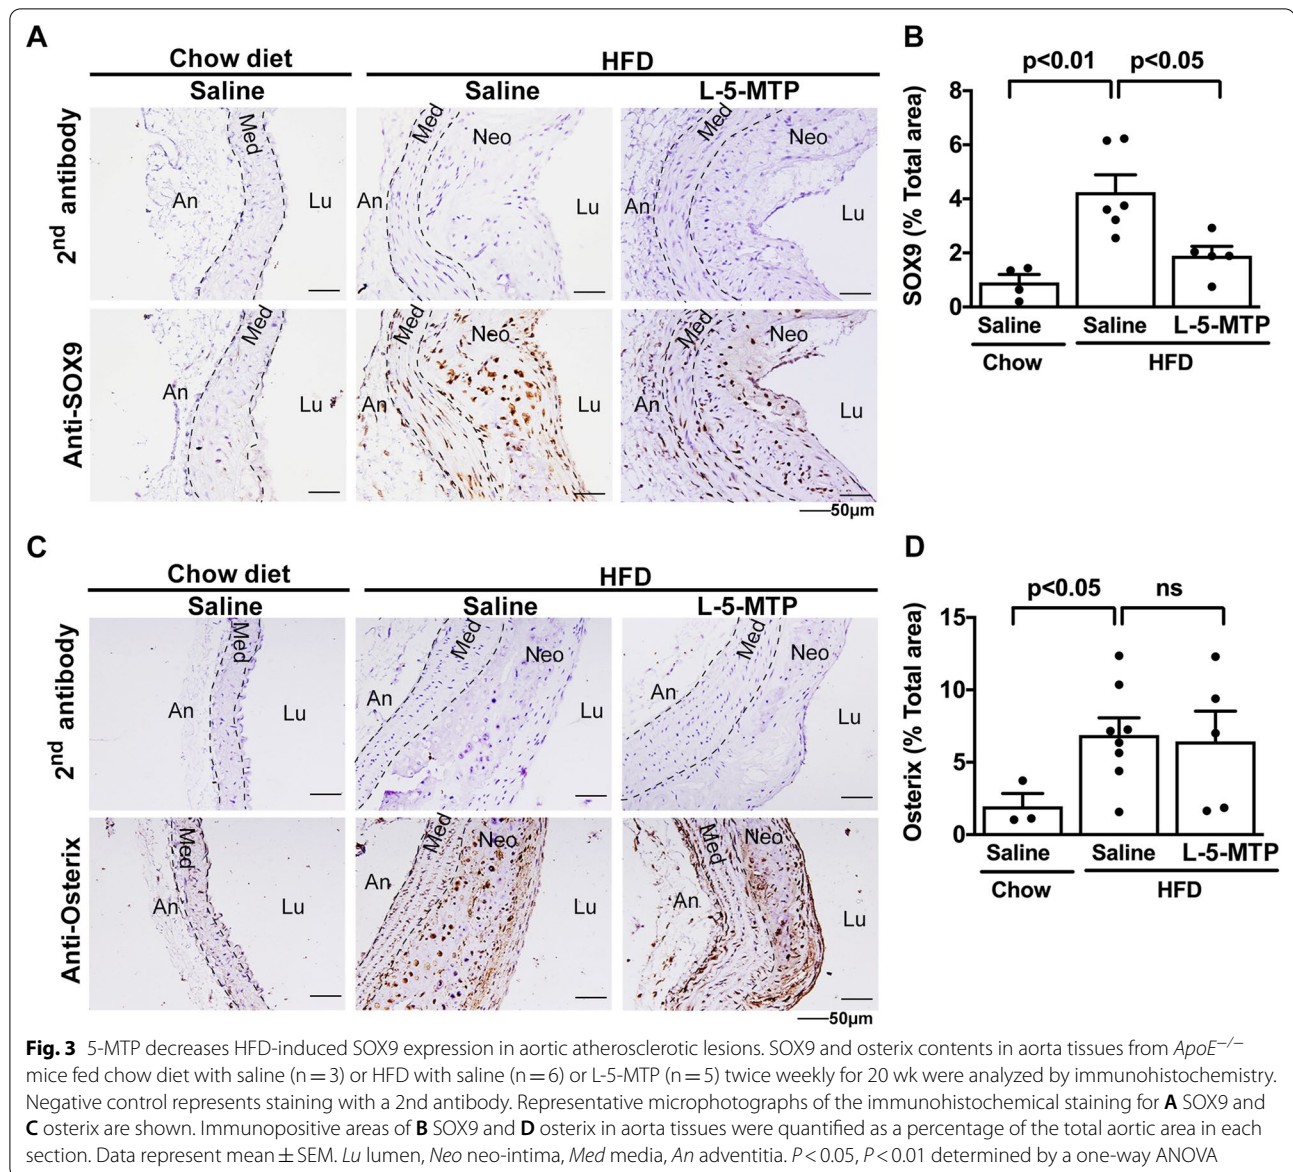 A
Chow diet
HFD
Saline
Saline
L-5-MTP
2nd antibody
Med
An
Lu
Med
Neo
An
Lu
Med
Neo
An
Lu
Anti-SOX9
Med
An
Lu
Med
Neo
An
Lu
Med
Neo
An
Lu
50µm
B
p<0.01
p<0.05
SOX9 (% Total area)
8
6
4
2
0
Saline
Saline
L-5-MTP
Chow
HFD
C
Chow diet
HFD
Saline
Saline
L-5-MTP
2nd antibody
Med
An
Lu
Med
Neo
An
Lu
Med
Neo
An
Lu
Anti-Osterix
Med
An
Lu
Med
Neo
An
Lu
Med
Neo
An
Lu
50µm
D
p<0.05
ns
Osterix (% Total area)
15
10
5
0
Saline
Saline
L-5-MTP
Chow
HFD
Fig. 3 5-MTP decreases HFD-induced SOX9 expression in aortic atherosclerotic lesions. SOX9 and osterix contents in aorta tissues from ApoE−/−
mice fed chow diet with saline (n = 3) or HFD with saline (n = 6) or L-5-MTP (n = 5) twice weekly for 20 wk were analyzed by immunohistochemistry.
Negative control represents staining with a 2nd antibody. Representative microphotographs of the immunohistochemical staining for A SOX9 and
C osterix are shown. Immunopositive areas of B SOX9 and D osterix in aorta tissues were quantified as a percentage of the total aortic area in each
section. Data represent mean ± SEM. Lu lumen, Neo neo-intima, Med media, An adventitia. P < 0.05, P < 0.01 determined by a one-way ANOVA